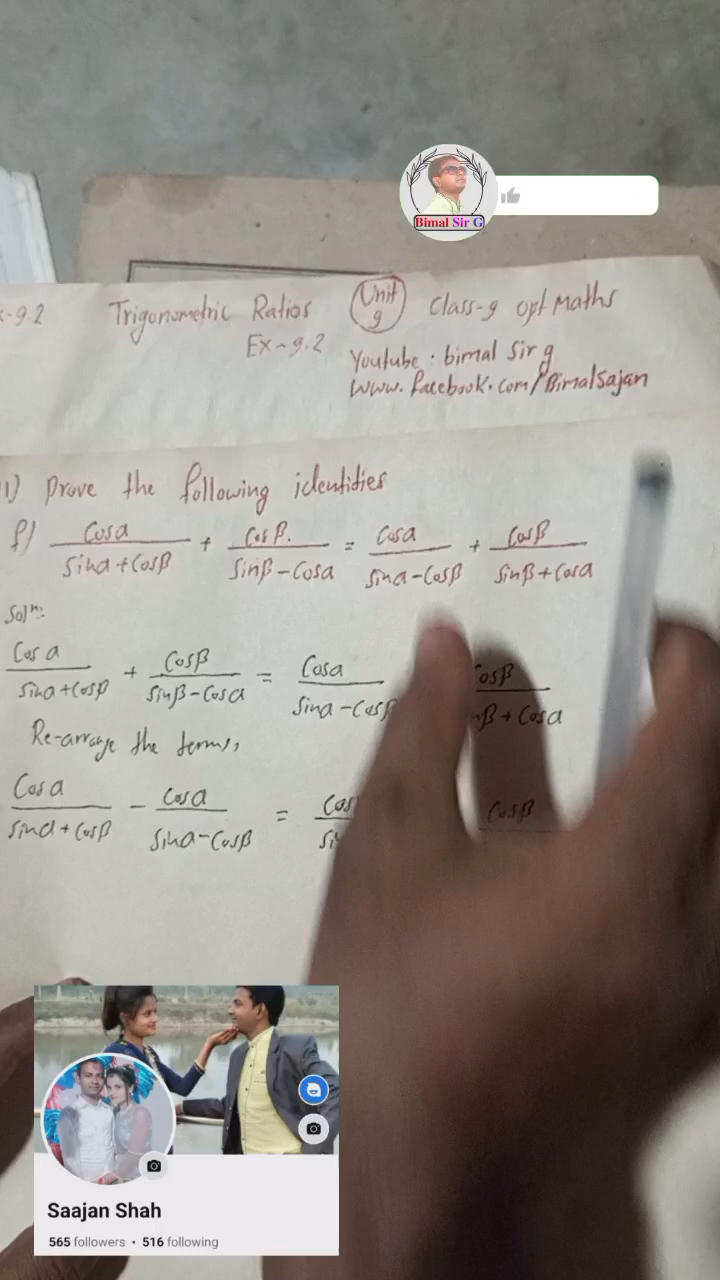 Bimal Sir G
x-9.2 Trigonometric Ratios Unit 9 Class-9 opt Maths
Ex-9.2
Youtube: bimal Sir g
www.facebook.com/Bimalsajan
1) Prove the following identities
f) Cosα/(Sinα+Cosβ) + Cosβ./(Sinβ-Cosα) = Cosα/(Sinα-Cosβ) + Cosβ/(Sinβ+Cosα)
Solⁿ:
Cosα/(Sinα+Cosβ) + Cosβ/(Sinβ-Cosα) = Cosα/(Sinα-Cosβ) Cosβ/(β+Cosα)
Re-arrange the terms,
Cosα/(Sinα+Cosβ) - Cosα/(Sinα-Cosβ) = Cosβ
Saajan Shah
565 followers • 516 following